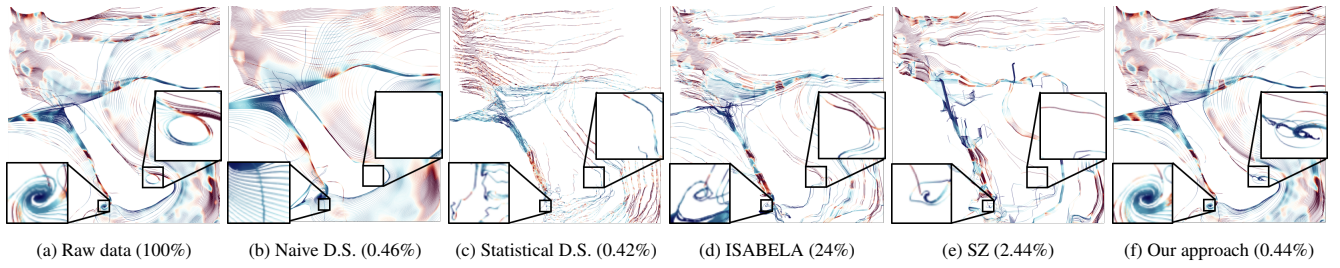 (a) Raw data (100%)
(b) Naive D.S. (0.46%)
(c) Statistical D.S. (0.42%)
(d) ISABELA (24%)
(e) SZ (2.44%)
(f) Our approach (0.44%)